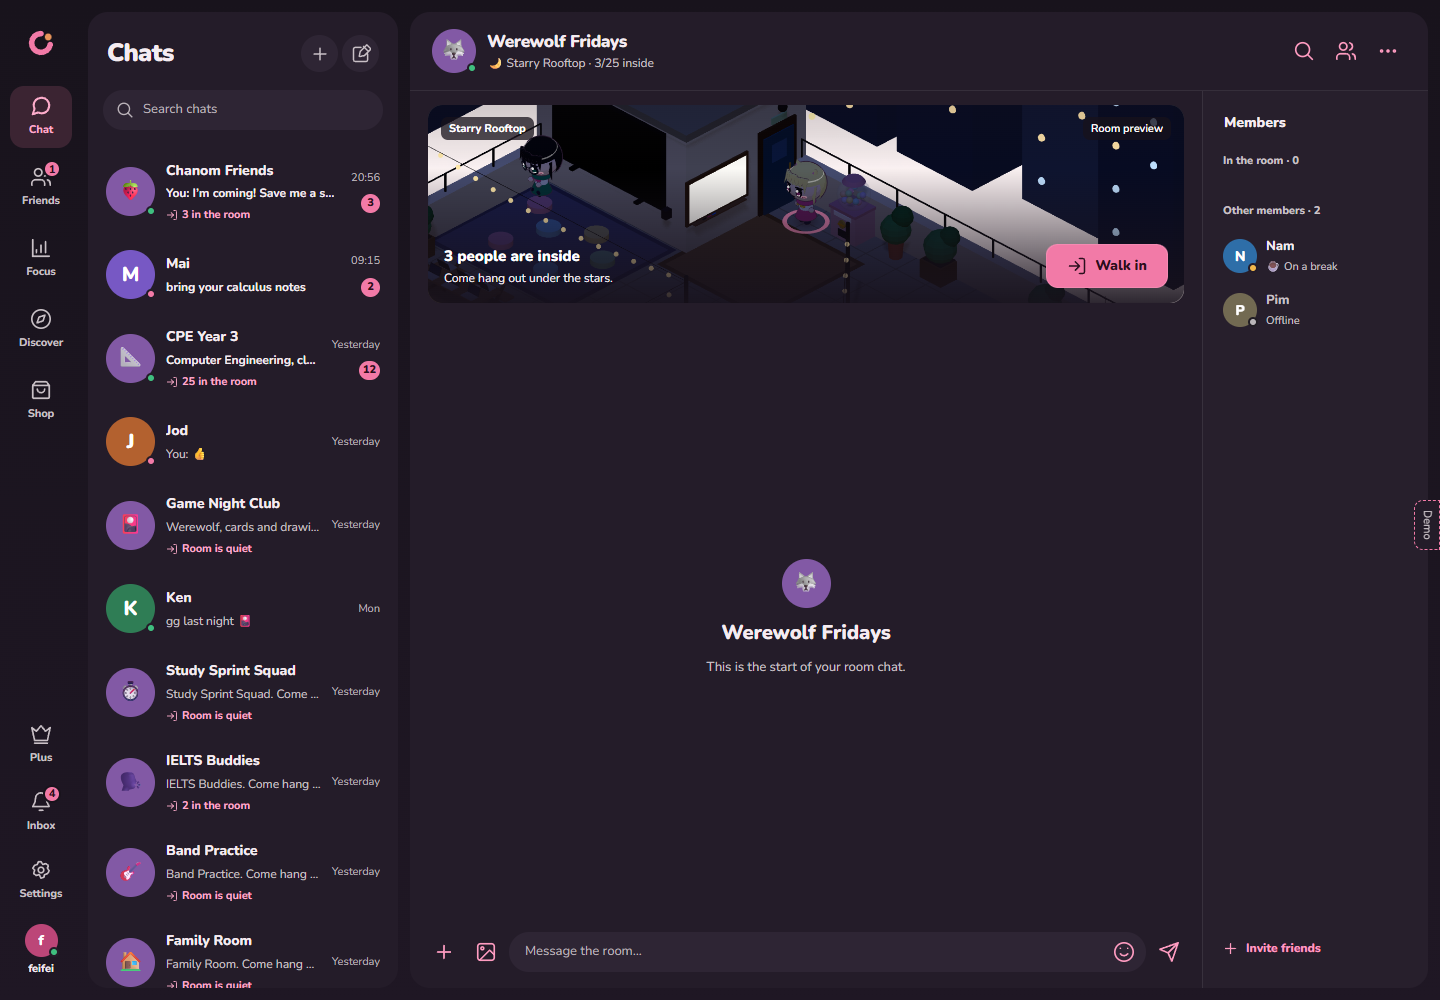 Chat
1
Friends
Focus
Discover
Shop
Plus
4
Inbox
Settings
f
feifei
Chats
Search chats
Chanom Friends
20:56
You: I'm coming! Save me a s...
3
3 in the room
M
Mai
09:15
bring your calculus notes
2
CPE Year 3
Yesterday
Computer Engineering, cl...
12
25 in the room
J
Jod
Yesterday
You: 👍
Game Night Club
Werewolf, cards and drawi...
Yesterday
Room is quiet
K
Ken
Mon
gg last night 🎴
Study Sprint Squad
Study Sprint Squad. Come ...
Yesterday
Room is quiet
IELTS Buddies
IELTS Buddies. Come hang ...
Yesterday
2 in the room
Band Practice
Band Practice. Come hang ...
Yesterday
Room is quiet
Family Room
Family Room. Come hang ...
Yesterday
Room is quiet
Werewolf Fridays
🌙 Starry Rooftop · 3/25 inside
Starry Rooftop
Room preview
3 people are inside
Come hang out under the stars.
Walk in
Werewolf Fridays
This is the start of your room chat.
Message the room...
Members
In the room · 0
Other members · 2
N
Nam
On a break
P
Pim
Offline
Invite friends
Demo